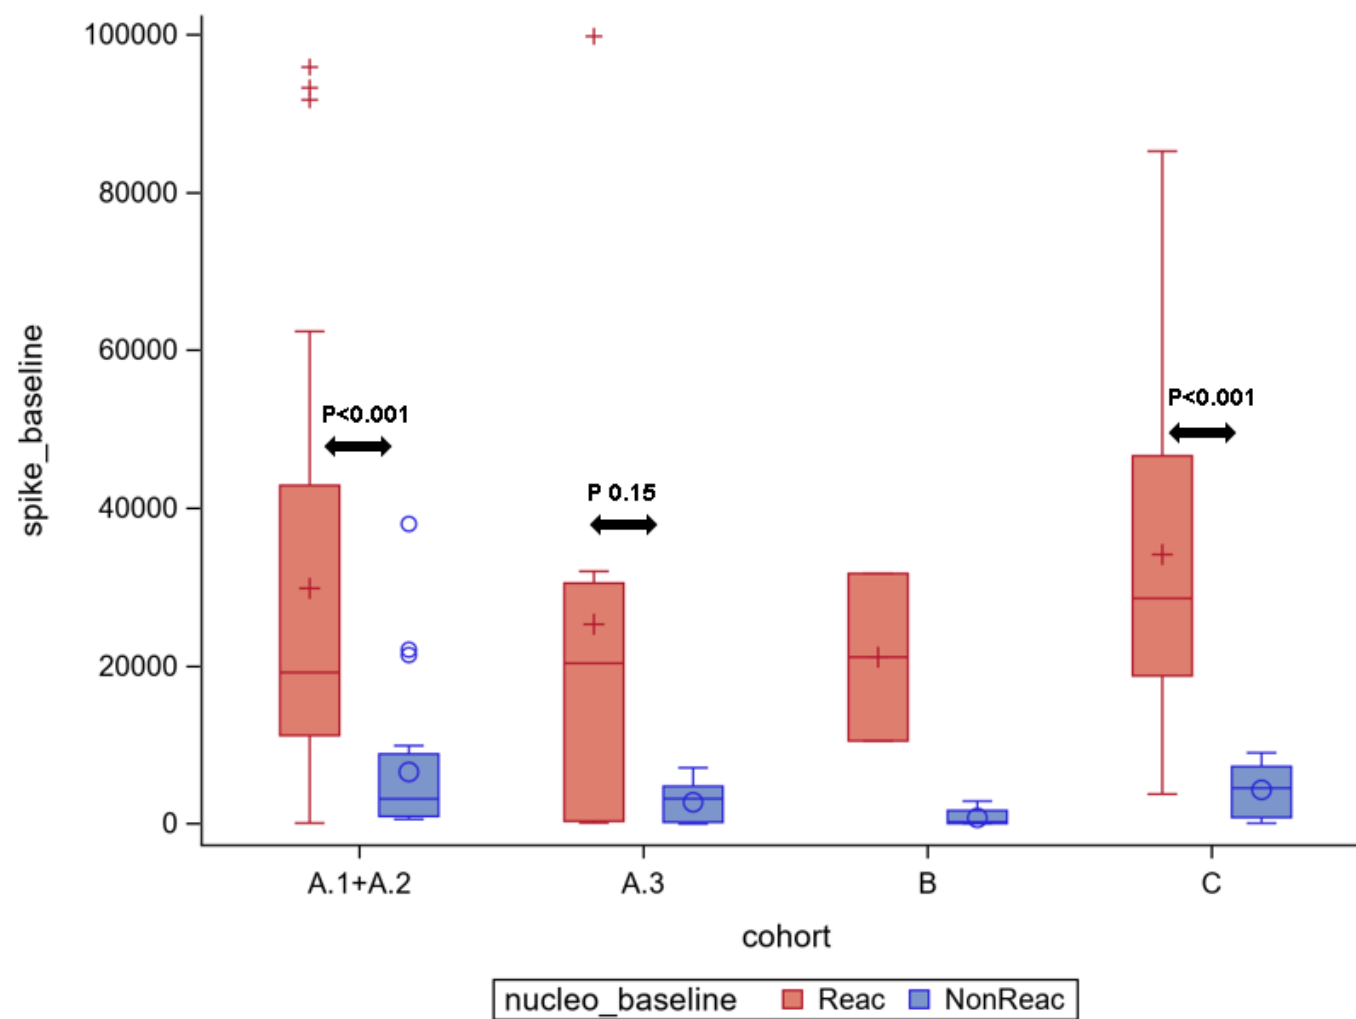 100000
80000
60000
40000
20000
0
spike_baseline
P<0.001
P 0.15
P<0.001
A.1+A.2
A.3
B
C
cohort
nucleo_baseline Reac NonReac